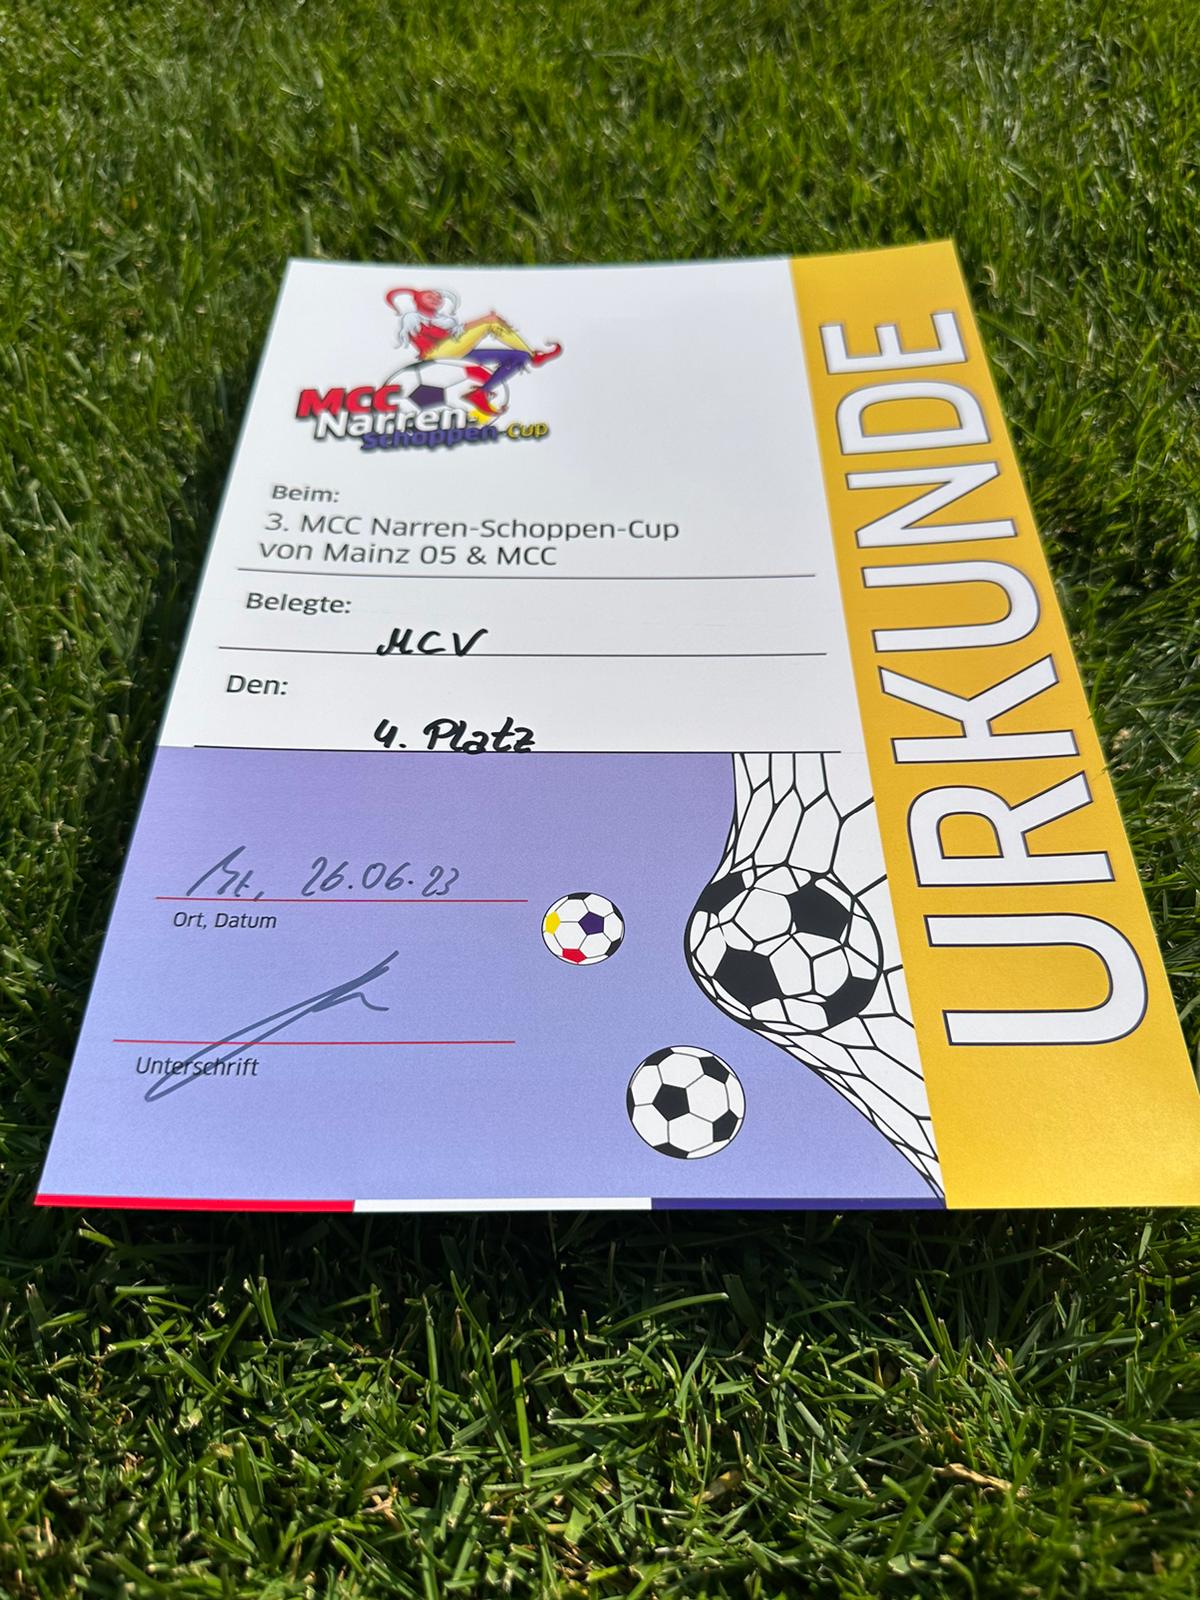 MCC
Narren-
Schoppen-Cup
URKUNDE
Beim:
3. MCC Narren-Schoppen-Cup
von Mainz 05 & MCC
Belegte:
MCV
Den:
4. Platz
26.06.23
Ort, Datum
Unterschrift